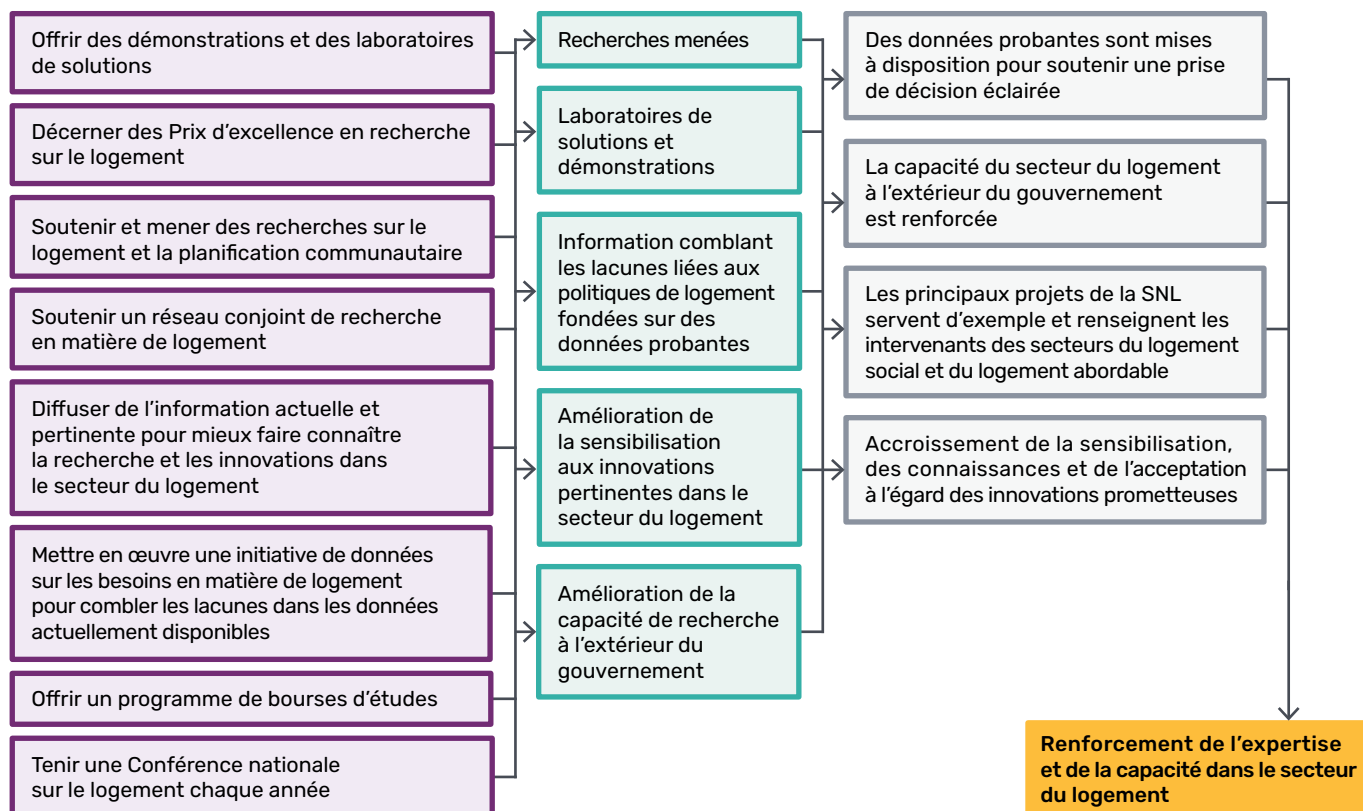 Offrir des démonstrations et des laboratoires
de solutions
Décerner des Prix d'excellence en recherche
sur le logement
Soutenir et mener des recherches sur le
logement et la planification communautaire
Soutenir un réseau conjoint de recherche
en matière de logement
Diffuser de l'information actuelle et
pertinente pour mieux faire connaître
la recherche et les innovations dans
le secteur du logement
Mettre en œuvre une initiative de données
sur les besoins en matière de logement
pour combler les lacunes dans les données
actuellement disponibles
Offrir un programme de bourses d'études
Tenir une Conférence nationale
sur le logement chaque année
Recherches menées
Laboratoires de
solutions et
démonstrations
Information comblant
les lacunes liées aux
politiques de logement
fondées sur des
données probantes
Amélioration de
la sensibilisation
aux innovations
pertinentes dans le
secteur du logement
Amélioration de la
capacité de recherche
à l'extérieur du
gouvernement
Des données probantes sont mises
à disposition pour soutenir une prise
de décision éclairée
La capacité du secteur du logement
à l'extérieur du gouvernement
est renforcée
Les principaux projets de la SNL
servent d'exemple et renseignent les
intervenants des secteurs du logement
social et du logement abordable
Accroissement de la sensibilisation,
des connaissances et de l'acceptation
à l'égard des innovations prometteuses
Renforcement de l'expertise
et de la capacité dans le secteur
du logement